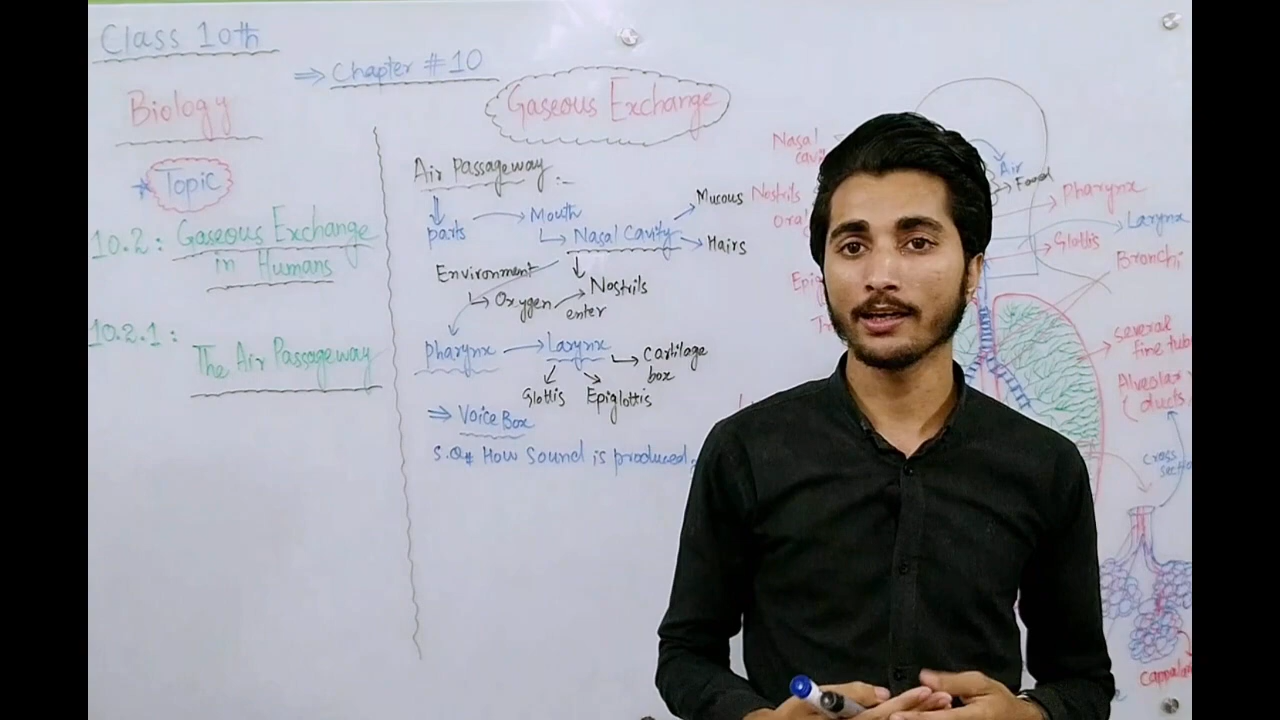 Class 10th
⇒ Chapter # 10
Biology
Gaseous Exchange
Topic
10.2: Gaseous Exchange
in Humans
10.2.1:
The Air Passageway
Air Passageway :-
parts
Mouth
Nasal Cavity
Mucous
Hairs
Environment
Oxygen
enter
Nostrils
Pharynx
Larynx
Cartilage
box
Glottis
Epiglottis
⇒ Voice Box
S.Q# How Sound is produced?
Nasal
Nostrils
Air
Food
Pharynx
Larynx
Glottis
Bronchi
several
fine tub
Alveolar
(ducts
Cross